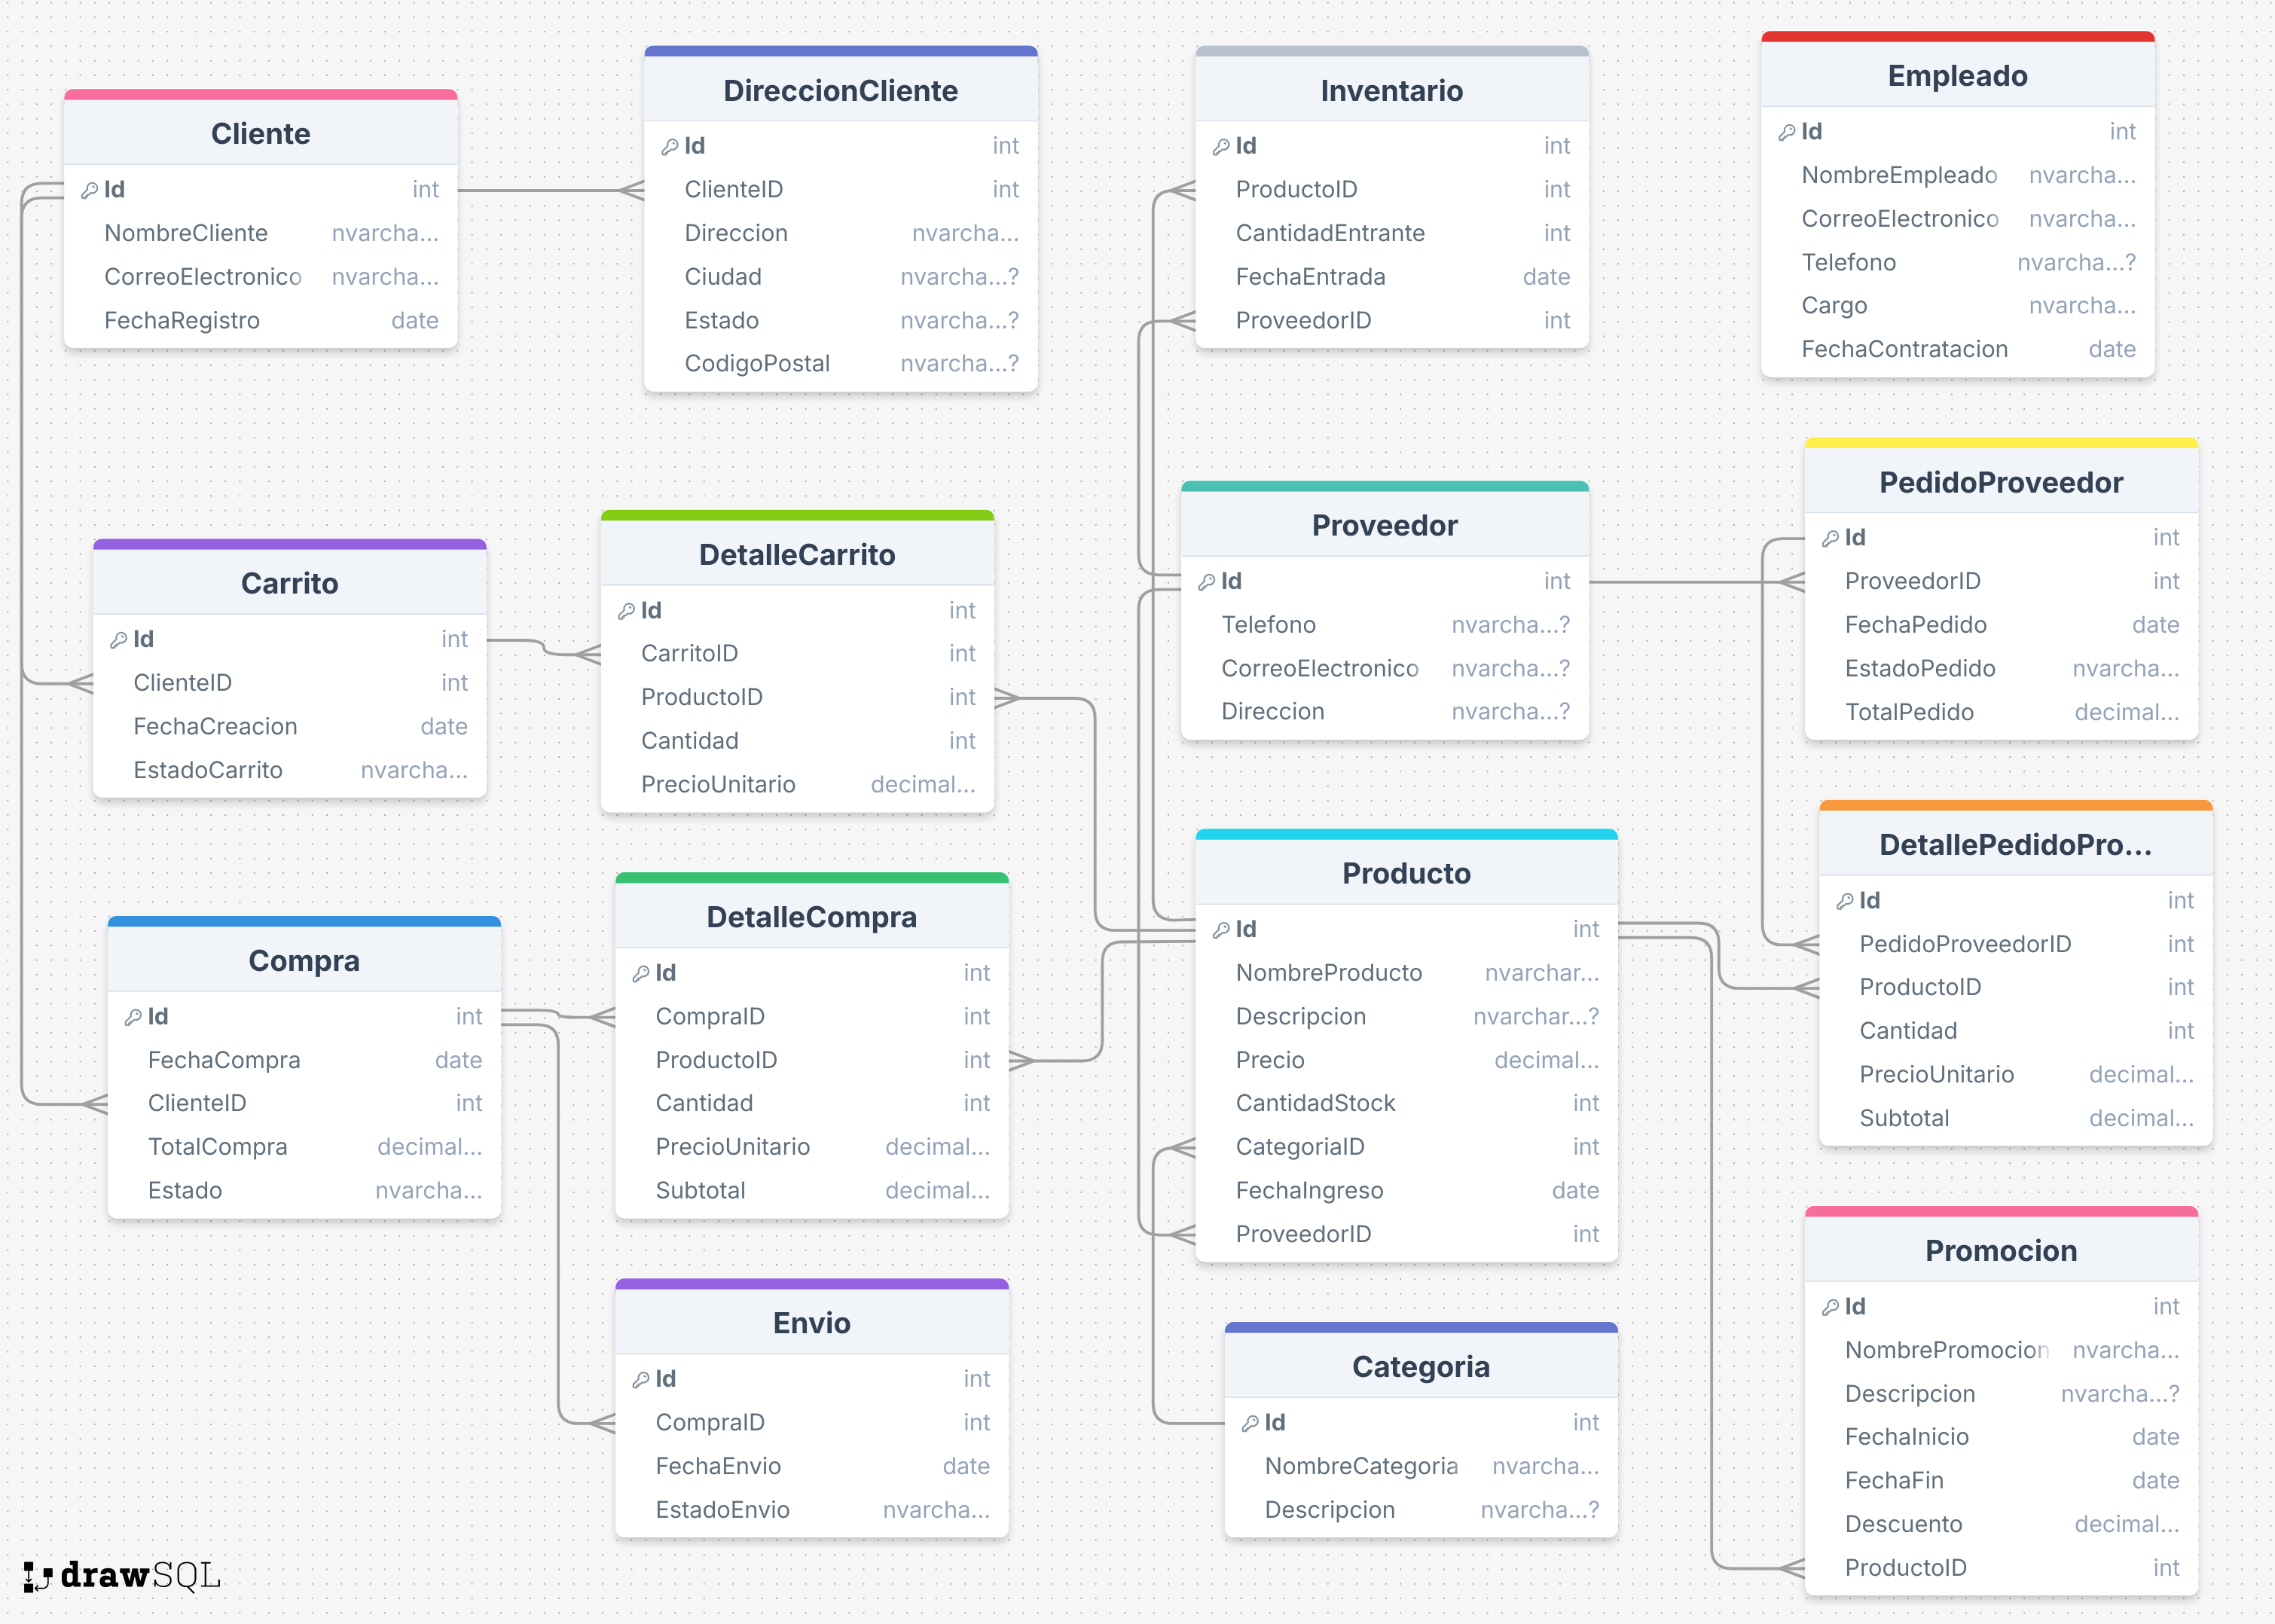 Cliente
Id int
NombreCliente nvarcha...
CorreoElectronico nvarcha...
FechaRegistro date
DireccionCliente
Id int
ClienteID int
Direccion nvarcha...
Ciudad nvarcha...?
Estado nvarcha...?
CodigoPostal nvarcha...?
Inventario
Id int
ProductoID int
CantidadEntrante int
FechaEntrada date
ProveedorID int
Empleado
Id int
NombreEmpleado nvarcha...
CorreoElectronico nvarcha...
Telefono nvarcha...?
Cargo nvarcha...
FechaContratacion date
Carrito
Id int
ClienteID int
FechaCreacion date
EstadoCarrito nvarcha...
DetalleCarrito
Id int
CarritoID int
ProductoID int
Cantidad int
PrecioUnitario decimal...
Proveedor
Id int
Telefono nvarcha...?
CorreoElectronico nvarcha...?
Direccion nvarcha...?
PedidoProveedor
Id int
ProveedorID int
FechaPedido date
EstadoPedido nvarcha...
TotalPedido decimal...
Compra
Id int
FechaCompra date
ClienteID int
TotalCompra decimal...
Estado nvarcha...
DetalleCompra
Id int
CompraID int
ProductoID int
Cantidad int
PrecioUnitario decimal...
Subtotal decimal...
Producto
Id int
NombreProducto nvarchar...
Descripcion nvarchar...?
Precio decimal...
CantidadStock int
CategoriaID int
FechaIngreso date
ProveedorID int
DetallePedidoPro...
Id int
PedidoProveedorID int
ProductoID int
Cantidad int
PrecioUnitario decimal...
Subtotal decimal...
Envio
Id int
CompraID int
FechaEnvio date
EstadoEnvio nvarcha...
Categoria
Id int
NombreCategoria nvarcha...
Descripcion nvarcha...?
Promocion
Id int
NombrePromocion nvarcha...
Descripcion nvarcha...?
FechaInicio date
FechaFin date
Descuento decimal...
ProductoID int
drawSQL